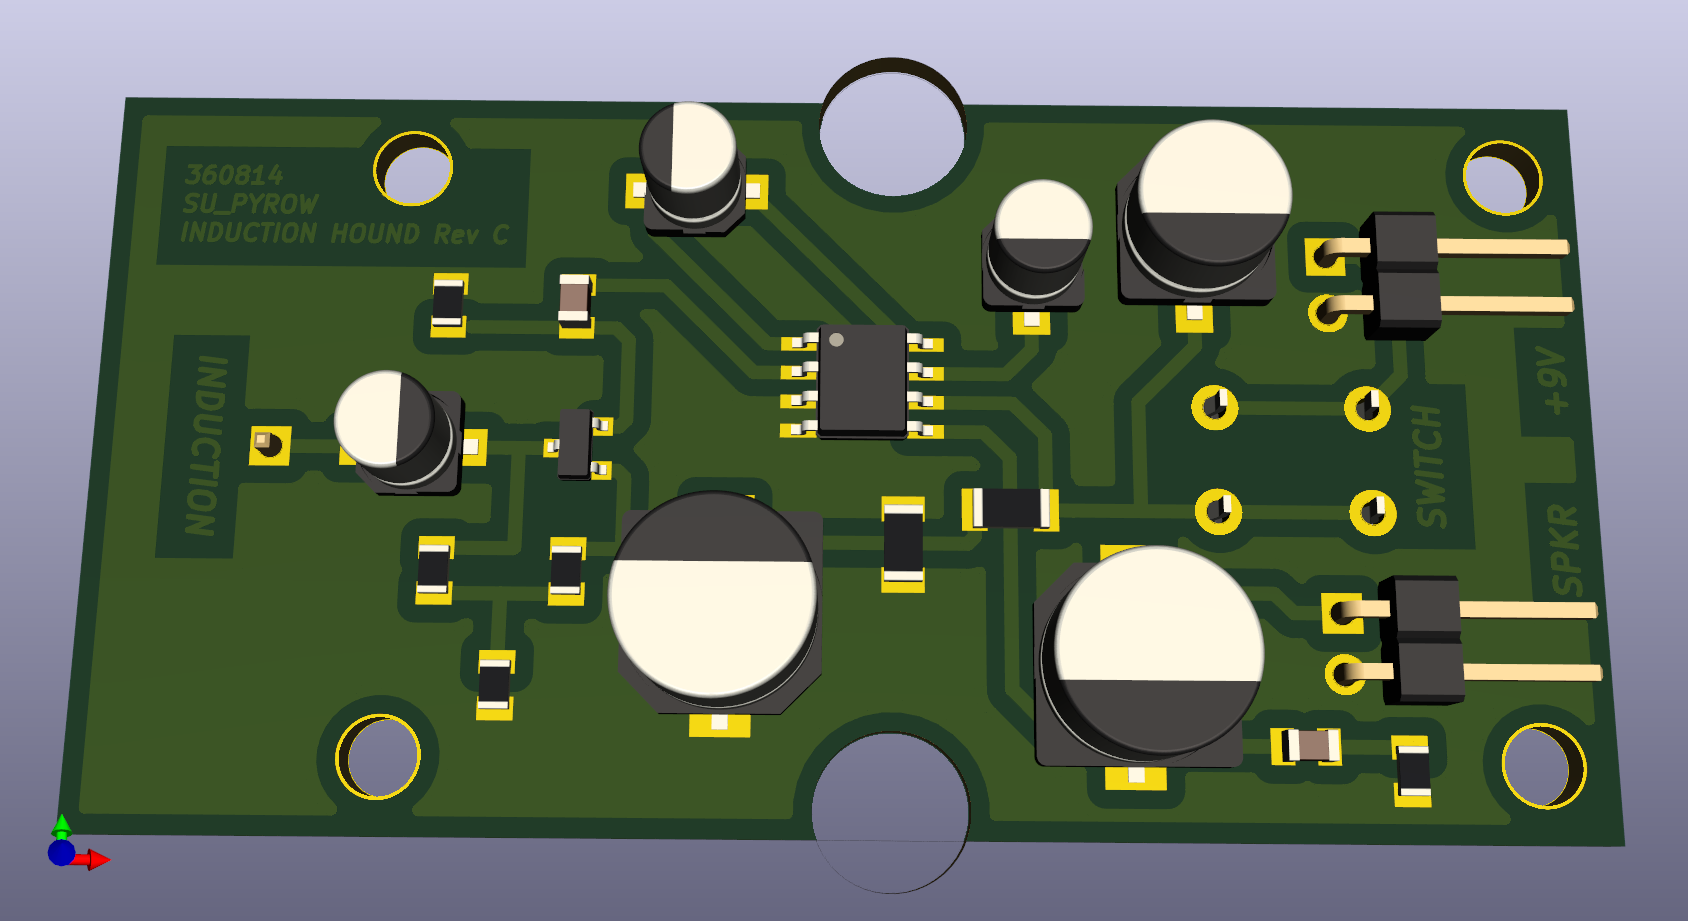 360814
SU_PYROW
INDUCTION HOUND Rev C
INDUCTION
+9V
SWITCH
SPKR